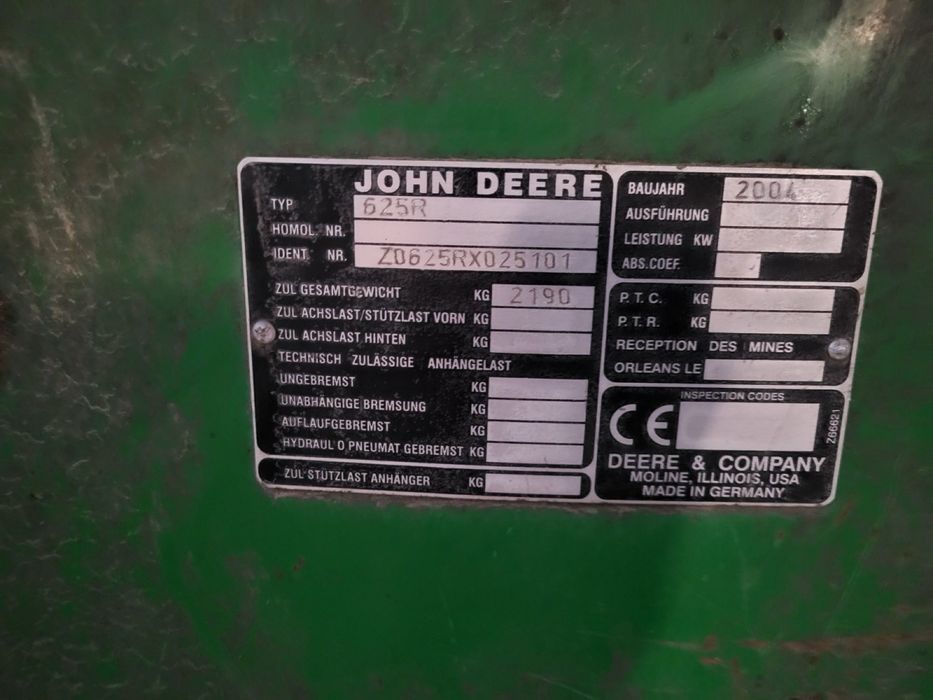 JOHN DEERE
TYP 625R
HOMOL. NR.
IDENT. NR. Z0625RX025101
ZUL GESAMTGEWICHT KG 2190
ZUL ACHSLAST/STÜTZLAST VORN KG
ZUL ACHSLAST HINTEN KG
TECHNISCH ZULÄSSIGE ANHÄNGELAST
UNGEBREMST KG
UNABHÄNGIGE BREMSUNG KG
AUFLAUFGEBREMST KG
HYDRAUL O PNEUMAT GEBREMST KG
ZUL STÜTZLAST ANHÄNGER KG
BAUJAHR 2004
AUSFÜHRUNG
LEISTUNG KW
ABS.COEF.
P.T.C. KG
P.T.R. KG
RECEPTION DES MINES
ORLEANS LE
INSPECTION CODES
CE
Z66621
DEERE & COMPANY
MOLINE, ILLINOIS, USA
MADE IN GERMANY